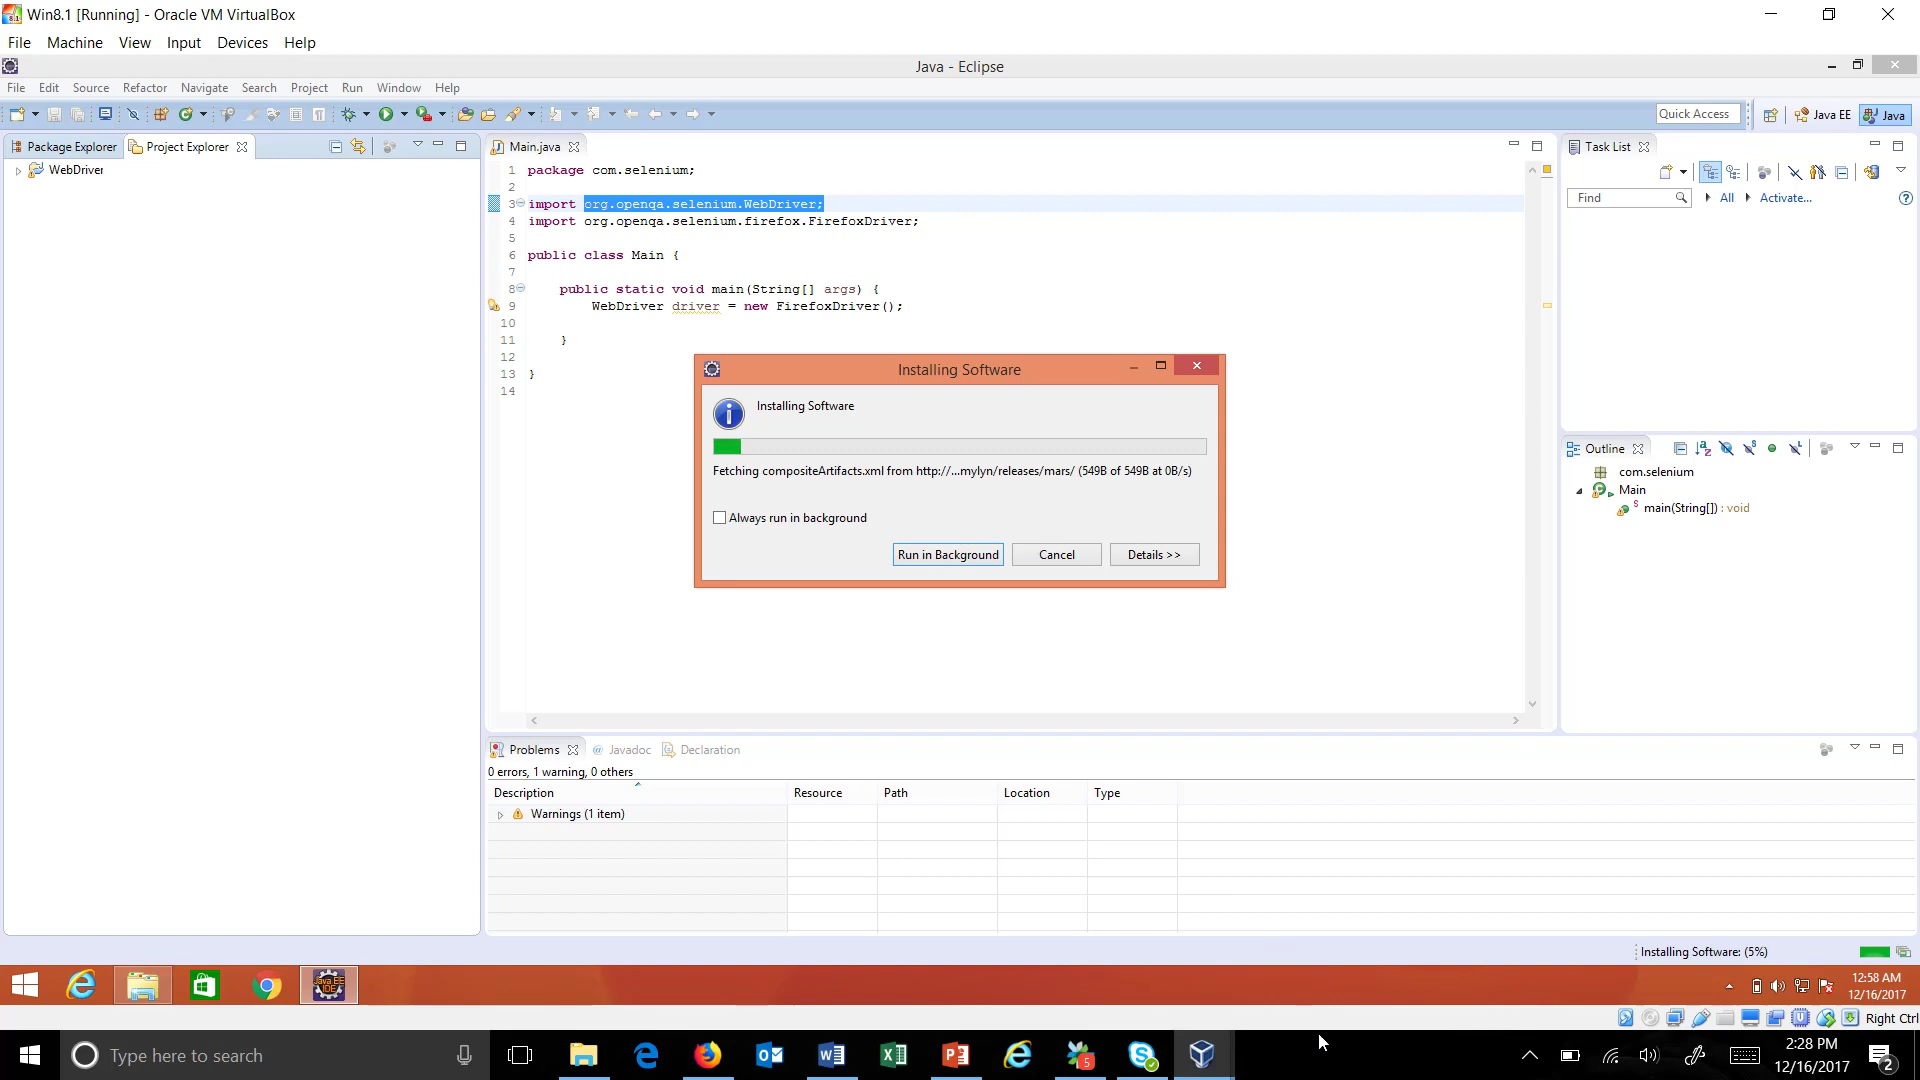 Win8.1 [Running] - Oracle VM VirtualBox
File Machine View Input Devices Help
Java - Eclipse
File Edit Source Refactor Navigate Search Project Run Window Help
Quick Access
Java EE
Java
Package Explorer
Project Explorer
WebDriver
Main.java
1 package com.selenium;
2
3 import org.openqa.selenium.WebDriver;
4 import org.openqa.selenium.firefox.FirefoxDriver;
5
6 public class Main {
7
8 public static void main(String[] args) {
9 WebDriver driver = new FirefoxDriver();
10
11 }
12
13 }
14
Installing Software
Installing Software
Fetching compositeArtifacts.xml from http://...mylyn/releases/mars/ (549B of 549B at 0B/s)
Always run in background
Run in Background
Cancel
Details >>
Task List
Find
All
Activate...
Outline
com.selenium
Main
main(String[]) : void
Problems
Javadoc
Declaration
0 errors, 1 warning, 0 others
Description Resource Path Location Type
Warnings (1 item)
Installing Software: (5%)
Java EE
IDE
12:58 AM
12/16/2017
Right Ctrl
Type here to search
5
2:28 PM
12/16/2017
2